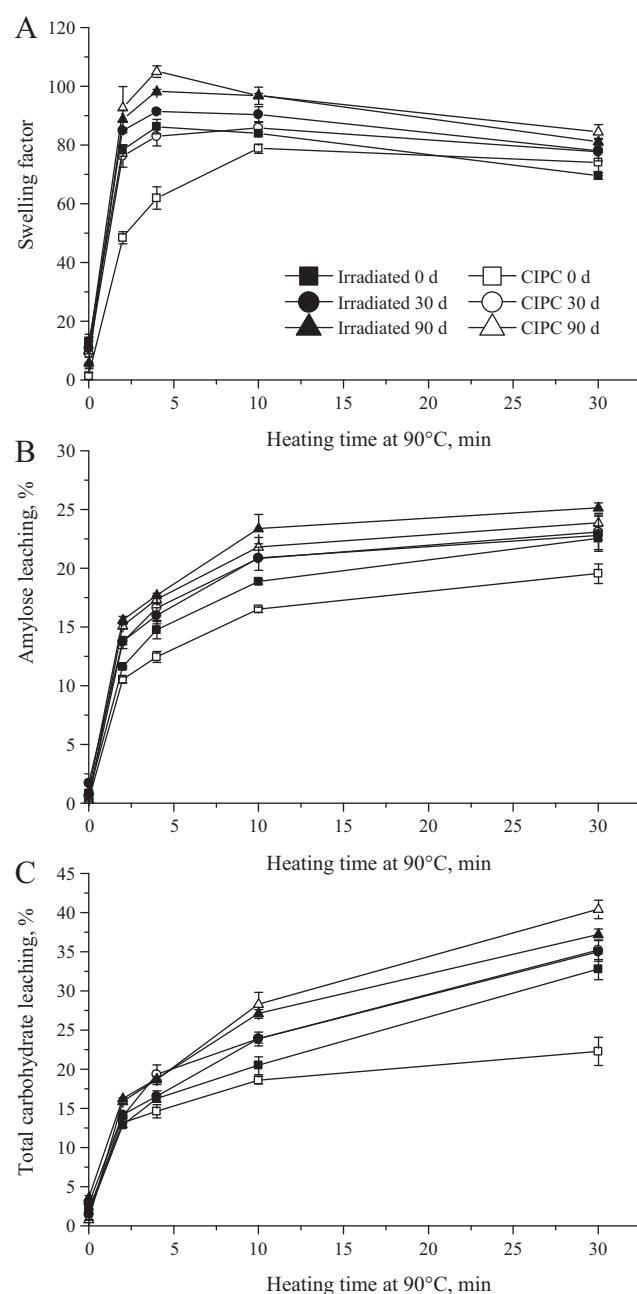 A
120
100
80
60
40
20
0
Swelling factor
Irradiated 0 d CIPC 0 d
Irradiated 30 d CIPC 30 d
Irradiated 90 d CIPC 90 d
0 5 10 15 20 25 30
Heating time at 90°C, min
B
30
25
20
15
10
5
0
Amylose leaching, %
0 5 10 15 20 25 30
Heating time at 90°C, min
C
45
40
35
30
25
20
15
10
5
0
Total carbohydrate leaching, %
0 5 10 15 20 25 30
Heating time at 90°C, min